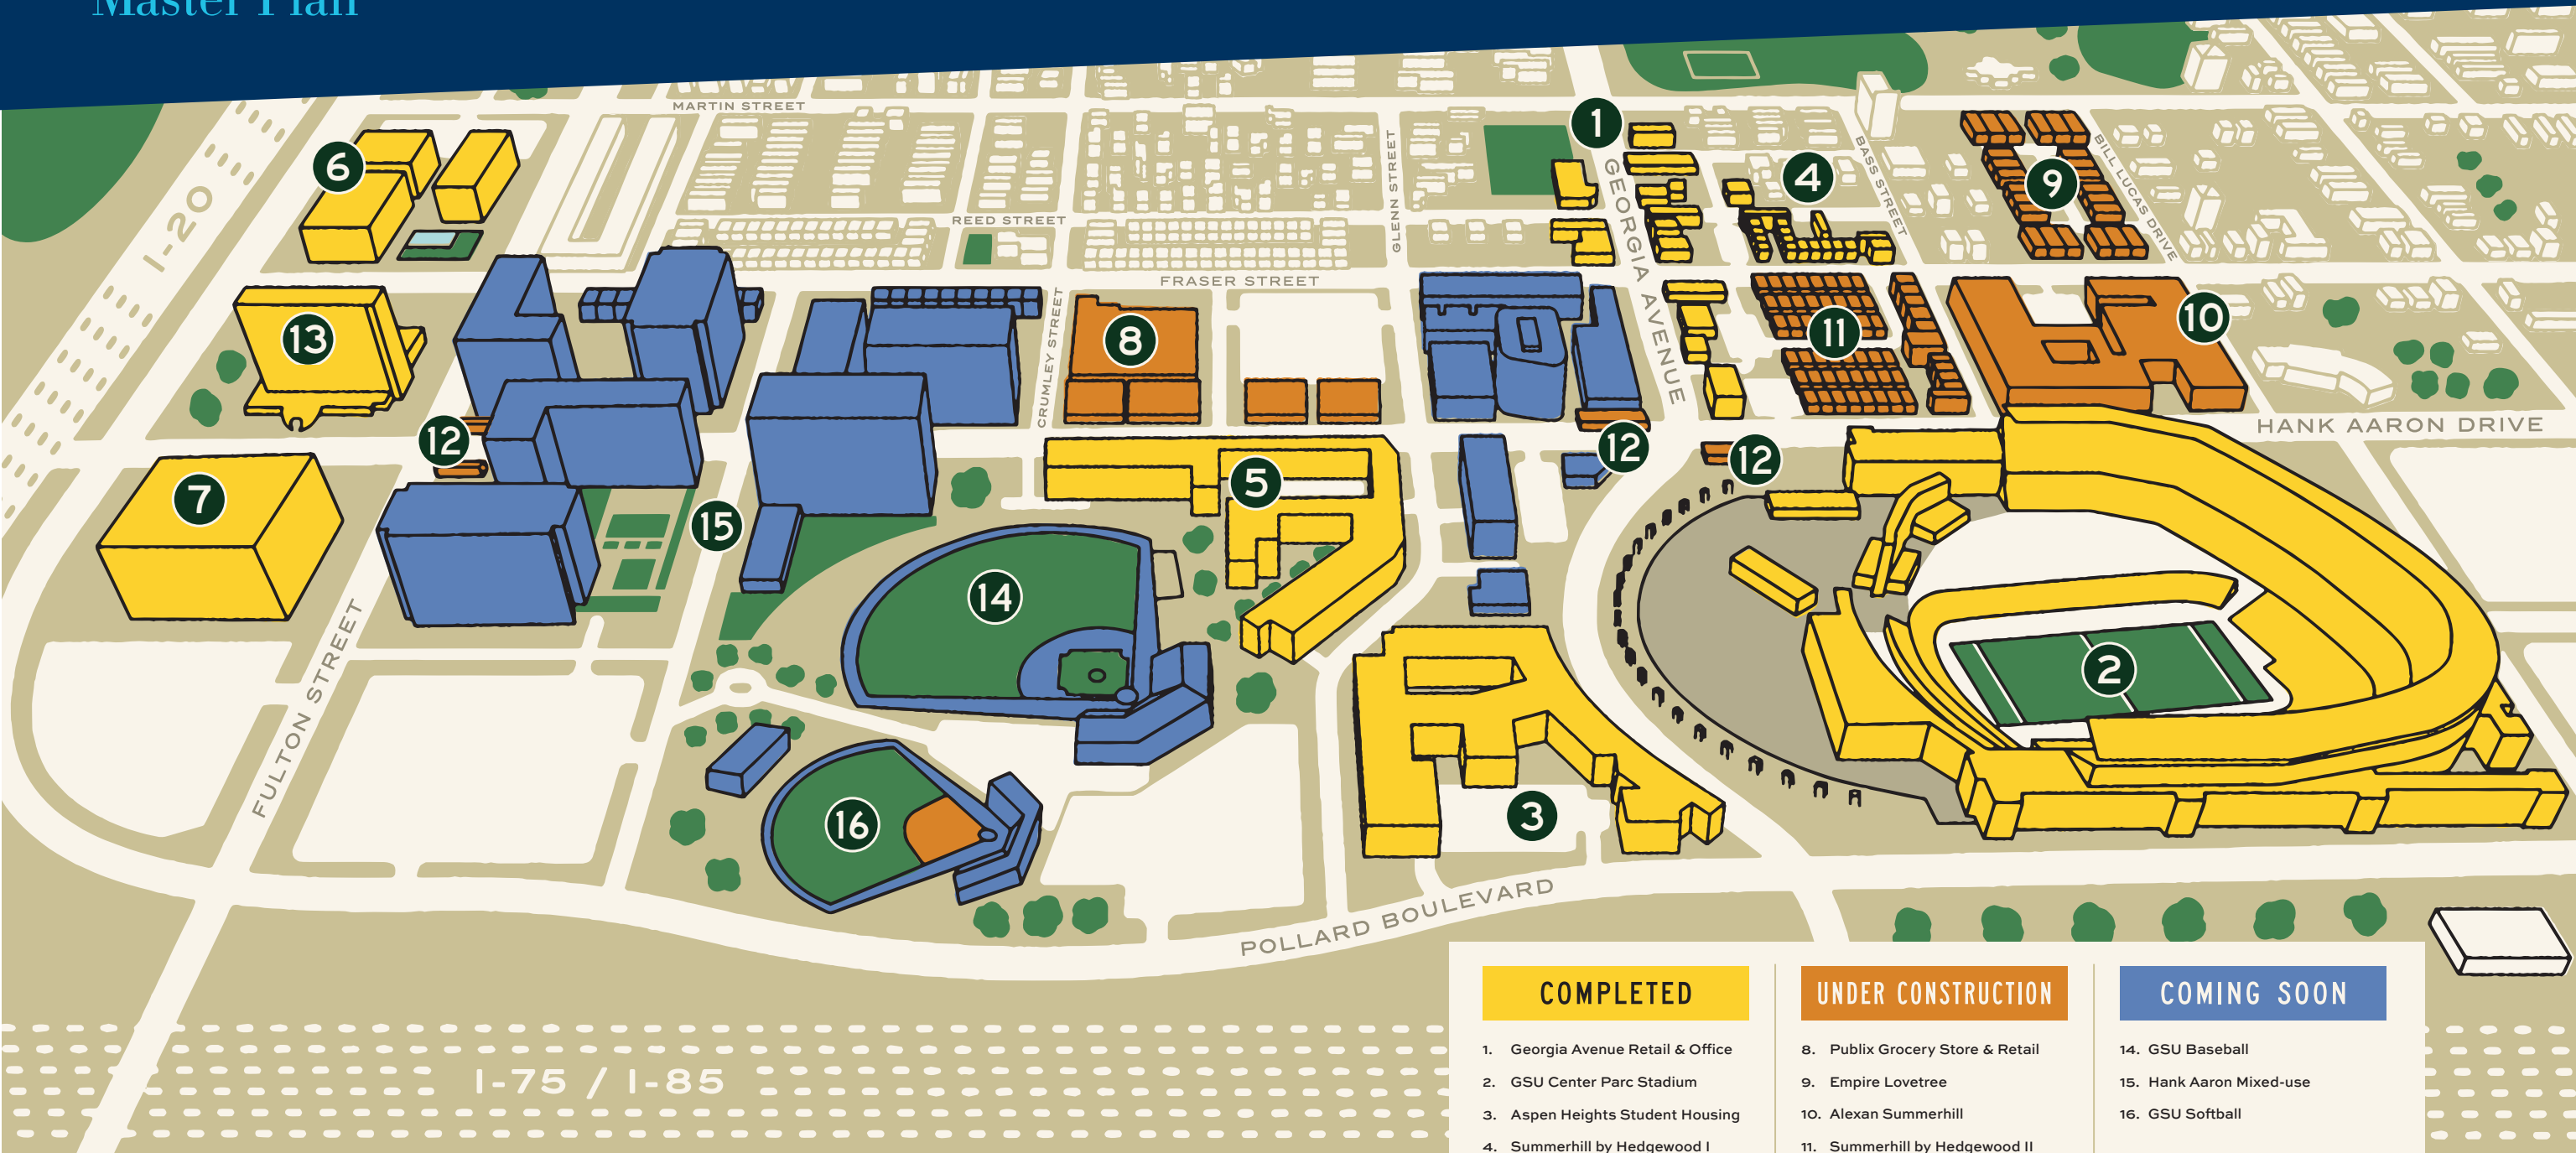 Master Plan
MARTIN STREET
1
6
I-20
GEORGIA AVENUE
4
BASS STREET
9
BILL LUCAS DRIVE
GLENN STREET
REED STREET
FRASER STREET
13
8
CRUMLEY STREET
11
10
HANK AARON DRIVE
12
12
12
7
5
15
14
2
FULTON STREET
16
3
POLLARD BOULEVARD
I-75 / I-85
COMPLETED
1. Georgia Avenue Retail & Office
2. GSU Center Parc Stadium
3. Aspen Heights Student Housing
4. Summerhill by Hedgewood I
UNDER CONSTRUCTION
8. Publix Grocery Store & Retail
9. Empire Lovetree
10. Alexan Summerhill
11. Summerhill by Hedgewood II
COMING SOON
14. GSU Baseball
15. Hank Aaron Mixed-use
16. GSU Softball